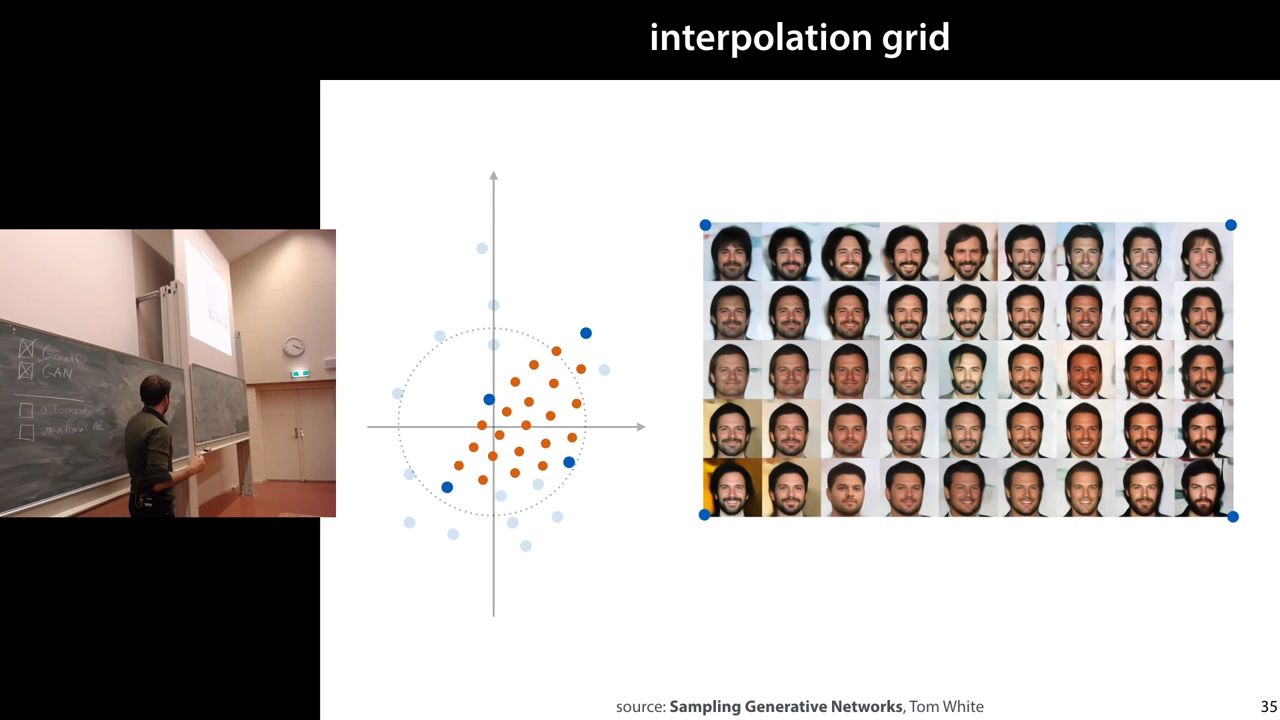 interpolation grid
GAN
source: Sampling Generative Networks, Tom White
35